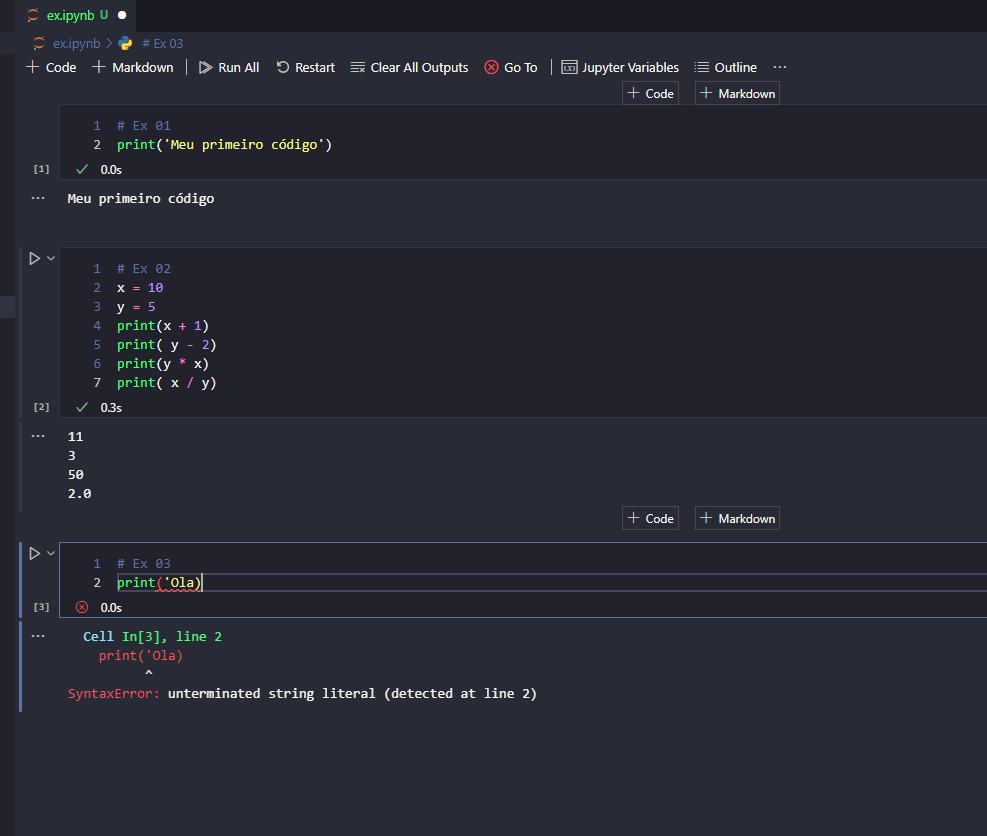 ex.ipynb U
ex.ipynb > # Ex 03
+ Code + Markdown | Run All Restart Clear All Outputs Go To | Jupyter Variables Outline ...
+ Code + Markdown
1 # Ex 01
2 print('Meu primeiro código')
[1] 0.0s
... Meu primeiro código
1 # Ex 02
2 x = 10
3 y = 5
4 print(x + 1)
5 print( y - 2)
6 print(y * x)
7 print( x / y)
[2] 0.3s
... 11
3
50
2.0
+ Code + Markdown
1 # Ex 03
2 print('Ola)
[3] 0.0s
... Cell In[3], line 2
print('Ola)
^
SyntaxError: unterminated string literal (detected at line 2)